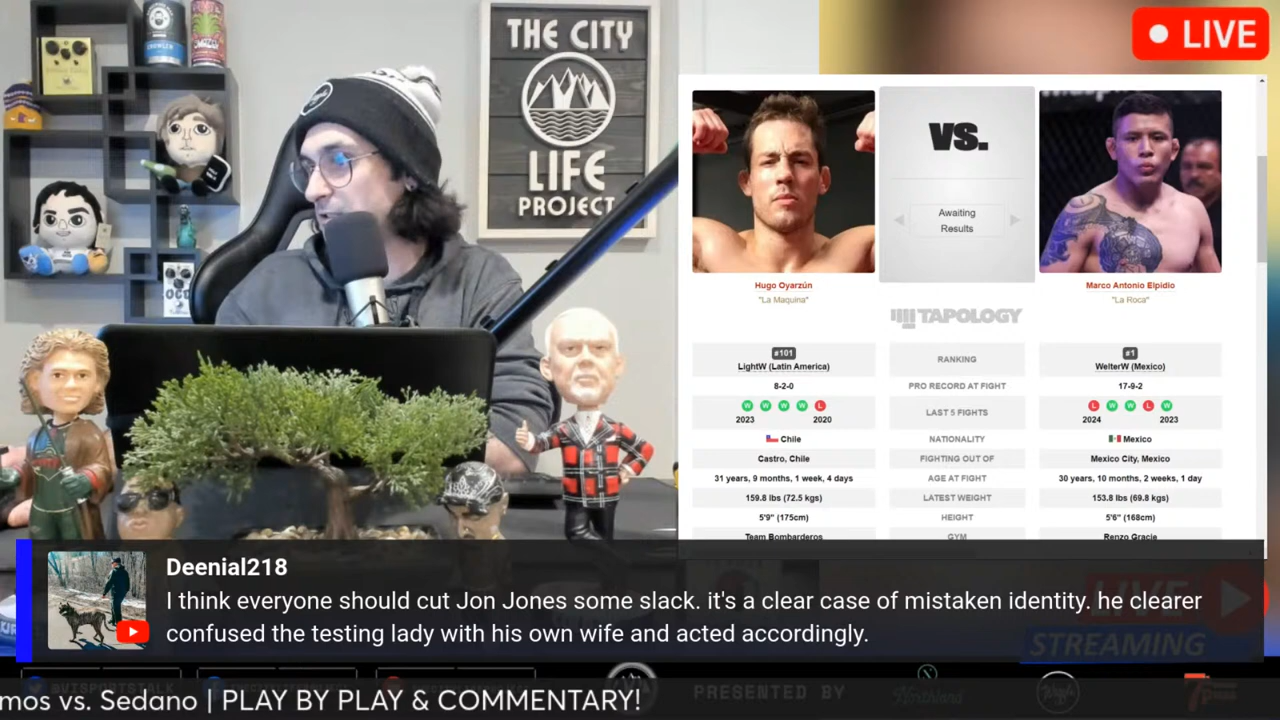 THE CITY
LIFE
PROJECT
LIVE
VS.
Awaiting
Results
Hugo Oyarzún
"La Maquina"
Marco Antonio Elpidio
"La Roca"
TAPOLOGY
#101
LightW (Latin America)
RANKING
#1
WelterW (Mexico)
8-2-0
PRO RECORD AT FIGHT
17-9-2
W W W W L
2023 2020
LAST 5 FIGHTS
L W W L W
2024 2023
Chile
NATIONALITY
Mexico
Castro, Chile
FIGHTING OUT OF
Mexico City, Mexico
31 years, 9 months, 1 week, 4 days
AGE AT FIGHT
30 years, 10 months, 2 weeks, 1 day
159.8 lbs (72.5 kgs)
LATEST WEIGHT
153.8 lbs (69.8 kgs)
5'9" (175cm)
HEIGHT
5'6" (168cm)
Team Bombarderos
GYM
Renzo Gracie
Deenial218
I think everyone should cut Jon Jones some slack. it's a clear case of mistaken identity. he clearer
confused the testing lady with his own wife and acted accordingly.
LIVE
STREAMING
PRESENTED BY
mos vs. Sedano | PLAY BY PLAY & COMMENTARY!